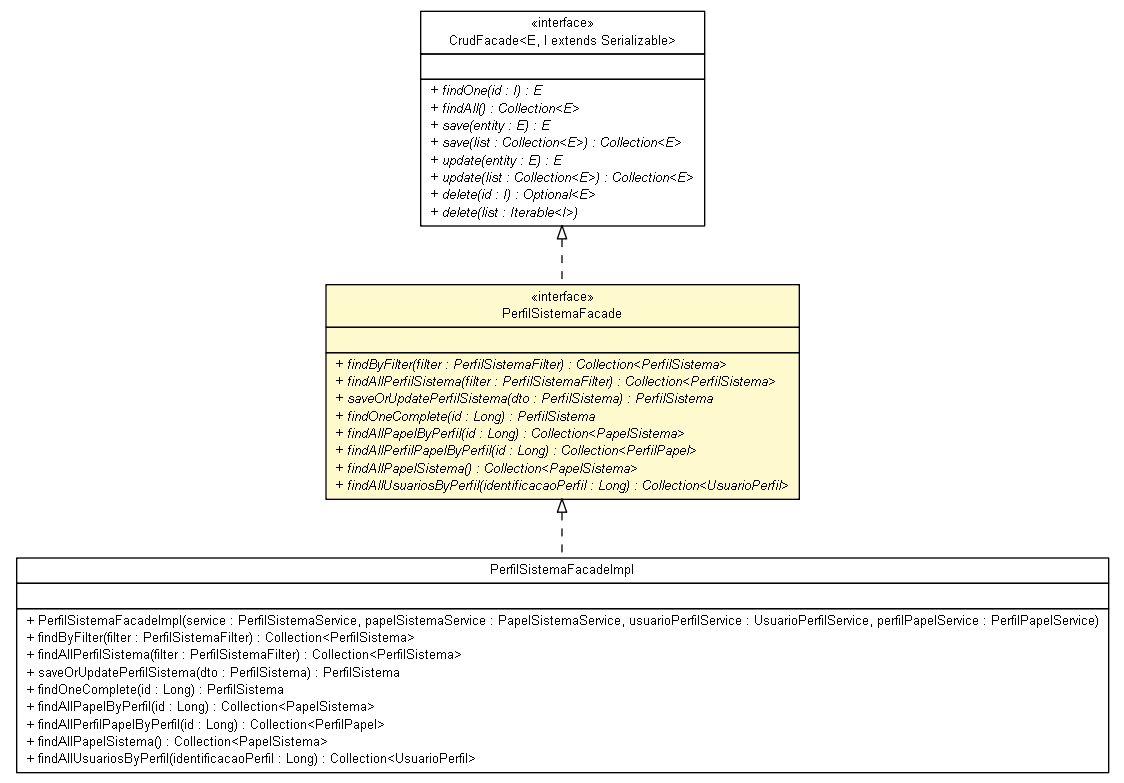 «interface»
CrudFacade<E, I extends Serializable>
+ findOne(id : I) : E
+ findAll() : Collection<E>
+ save(entity : E) : E
+ save(list : Collection<E>) : Collection<E>
+ update(entity : E) : E
+ update(list : Collection<E>) : Collection<E>
+ delete(id : I) : Optional<E>
+ delete(list : Iterable<I>)
«interface»
PerfilSistemaFacade
+ findByFilter(filter : PerfilSistemaFilter) : Collection<PerfilSistema>
+ findAllPerfilSistema(filter : PerfilSistemaFilter) : Collection<PerfilSistema>
+ saveOrUpdatePerfilSistema(dto : PerfilSistema) : PerfilSistema
+ findOneComplete(id : Long) : PerfilSistema
+ findAllPapelByPerfil(id : Long) : Collection<PapelSistema>
+ findAllPerfilPapelByPerfil(id : Long) : Collection<PerfilPapel>
+ findAllPapelSistema() : Collection<PapelSistema>
+ findAllUsuariosByPerfil(identificacaoPerfil : Long) : Collection<UsuarioPerfil>
PerfilSistemaFacadeImpl
+ PerfilSistemaFacadeImpl(service : PerfilSistemaService, papelSistemaService : PapelSistemaService, usuarioPerfilService : UsuarioPerfilService, perfilPapelService : PerfilPapelService)
+ findByFilter(filter : PerfilSistemaFilter) : Collection<PerfilSistema>
+ findAllPerfilSistema(filter : PerfilSistemaFilter) : Collection<PerfilSistema>
+ saveOrUpdatePerfilSistema(dto : PerfilSistema) : PerfilSistema
+ findOneComplete(id : Long) : PerfilSistema
+ findAllPapelByPerfil(id : Long) : Collection<PapelSistema>
+ findAllPerfilPapelByPerfil(id : Long) : Collection<PerfilPapel>
+ findAllPapelSistema() : Collection<PapelSistema>
+ findAllUsuariosByPerfil(identificacaoPerfil : Long) : Collection<UsuarioPerfil>